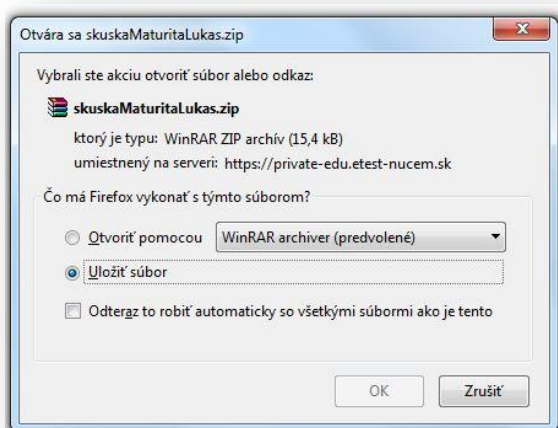 Otvára sa skuskaMaturitaLukas.zip
Vybrali ste akciu otvoriť súbor alebo odkaz:
skuskaMaturitaLukas.zip
ktorý je typu: WinRAR ZIP archív (15,4 kB)
umiestnený na serveri: https://private-edu.etest-nucem.sk
Čo má Firefox vykonať s týmto súborom?
Otvoriť pomocou WinRAR archiver (predvolené)
Uložiť súbor
Odteraz to robiť automaticky so všetkými súbormi ako je tento
OK Zrušiť